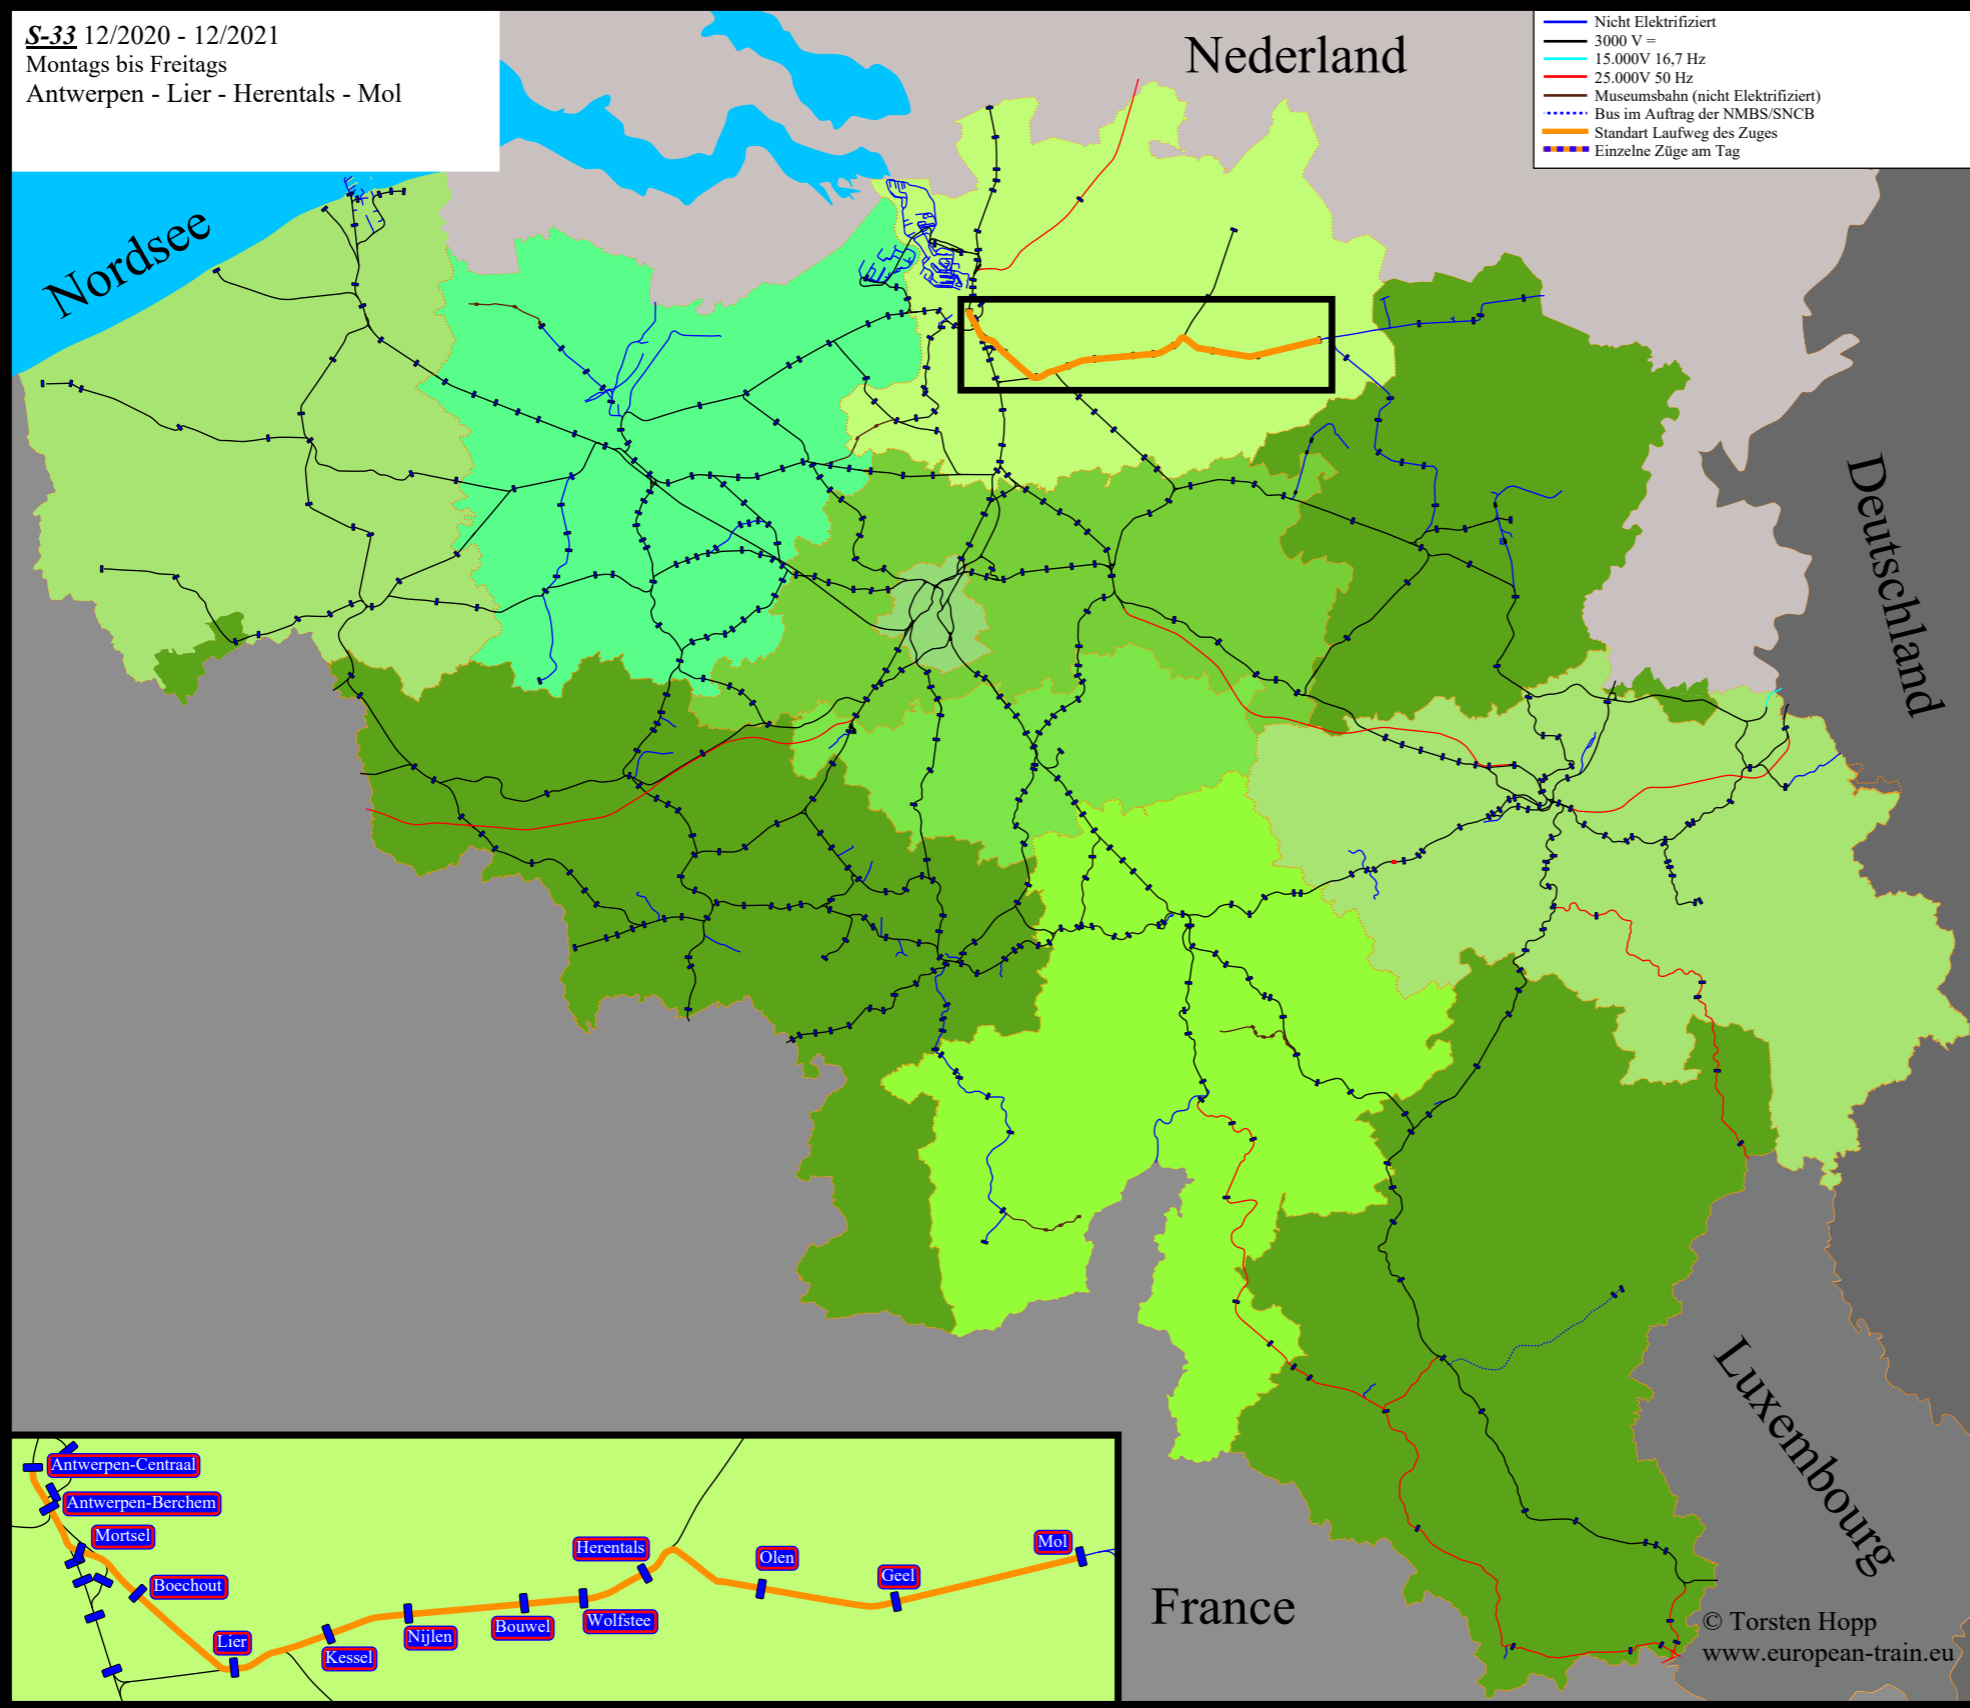 S-33 12/2020 - 12/2021
Montags bis Freitags
Antwerpen - Lier - Herentals - Mol
Nicht Elektrifiziert
3000 V =
15.000V 16,7 Hz
25.000V 50 Hz
Museumsbahn (nicht Elektrifiziert)
Bus im Auftrag der NMBS/SNCB
Standart Laufweg des Zuges
Einzelne Züge am Tag
Nederland
Nordsee
Deutschland
Luxembourg
France
Antwerpen-Centraal
Antwerpen-Berchem
Mortsel
Boechout
Lier
Kessel
Nijlen
Bouwel
Wolfstee
Herentals
Olen
Geel
Mol
© Torsten Hopp
www.european-train.eu